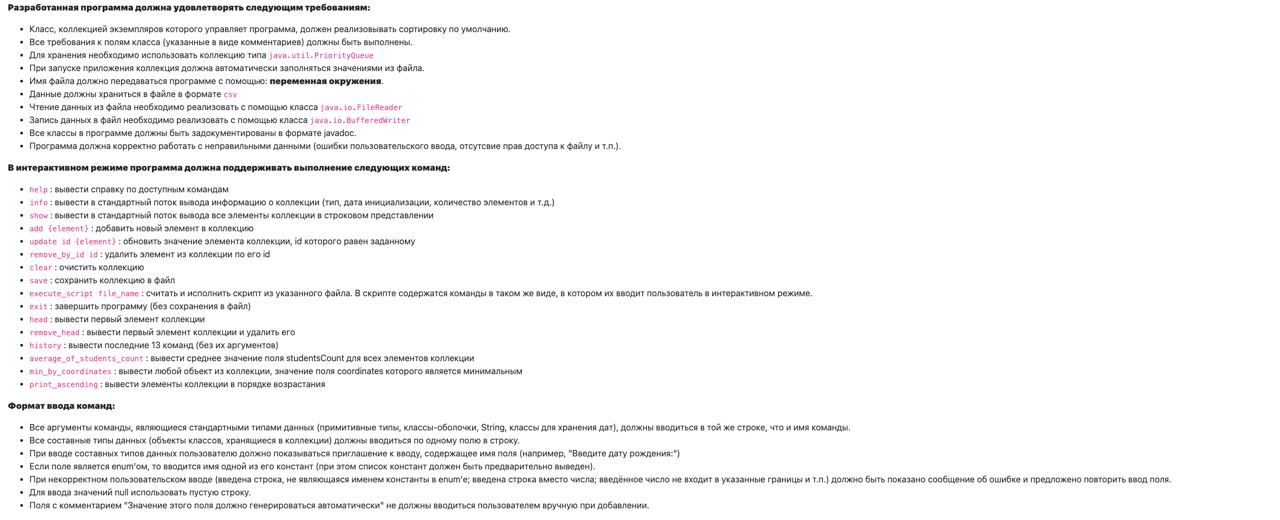 Разработанная программа должна удовлетворять следующим требованиям:
Класс, коллекцией экземпляров которого управляет программа, должен реализовывать сортировку по умолчанию.
Все требования к полям класса (указанные в виде комментариев) должны быть выполнены.
Для хранения необходимо использовать коллекцию типа java.util.PriorityQueue
При запуске приложения коллекция должна автоматически заполняться значениями из файла.
Имя файла должно передаваться программе с помощью: переменная окружения.
Данные должны храниться в файле в формате csv
Чтение данных из файла необходимо реализовать с помощью класса java.io.FileReader
Запись данных в файл необходимо реализовать с помощью класса java.io.BufferedWriter
Все классы в программе должны быть задокументированы в формате javadoc.
Программа должна корректно работать с неправильными данными (ошибки пользовательского ввода, отсутсвие прав доступа к файлу и т.п.).
В интерактивном режиме программа должна поддерживать выполнение следующих команд:
help : вывести справку по доступным командам
info : вывести в стандартный поток вывода информацию о коллекции (тип, дата инициализации, количество элементов и т.д.)
show : вывести в стандартный поток вывода все элементы коллекции в строковом представлении
add {element} : добавить новый элемент в коллекцию
update id {element} : обновить значение элемента коллекции, id которого равен заданному
remove_by_id id : удалить элемент из коллекции по его id
clear : очистить коллекцию
save : сохранить коллекцию в файл
execute_script file_name : считать и исполнить скрипт из указанного файла. В скрипте содержатся команды в таком же виде, в котором их вводит пользователь в интерактивном режиме.
exit : завершить программу (без сохранения в файл)
head : вывести первый элемент коллекции
remove_head : вывести первый элемент коллекции и удалить его
history : вывести последние 13 команд (без их аргументов)
average_of_students_count : вывести среднее значение поля studentsCount для всех элементов коллекции
min_by_coordinates : вывести любой объект из коллекции, значение поля coordinates которого является минимальным
print_ascending : вывести элементы коллекции в порядке возрастания
Формат ввода команд:
Все аргументы команды, являющиеся стандартными типами данных (примитивные типы, классы-оболочки, String, классы для хранения дат), должны вводиться в той же строке, что и имя команды.
Все составные типы данных (объекты классов, хранящиеся в коллекции) должны вводиться по одному полю в строку.
При вводе составных типов данных пользователю должно показываться приглашение к вводу, содержащее имя поля (например, "Введите дату рождения:")
Если поле является enum'ом, то вводится имя одной из его констант (при этом список констант должен быть предварительно выведен).
При некорректном пользовательском вводе (введена строка, не являющаяся именем константы в enum'е; введена строка вместо числа; введённое число не входит в указанные границы и т.п.) должно быть показано сообщение об ошибке и предложено повторить ввод поля.
Для ввода значений null использовать пустую строку.
Поля с комментарием "Значение этого поля должно генерироваться автоматически" не должны вводиться пользователем вручную при добавлении.